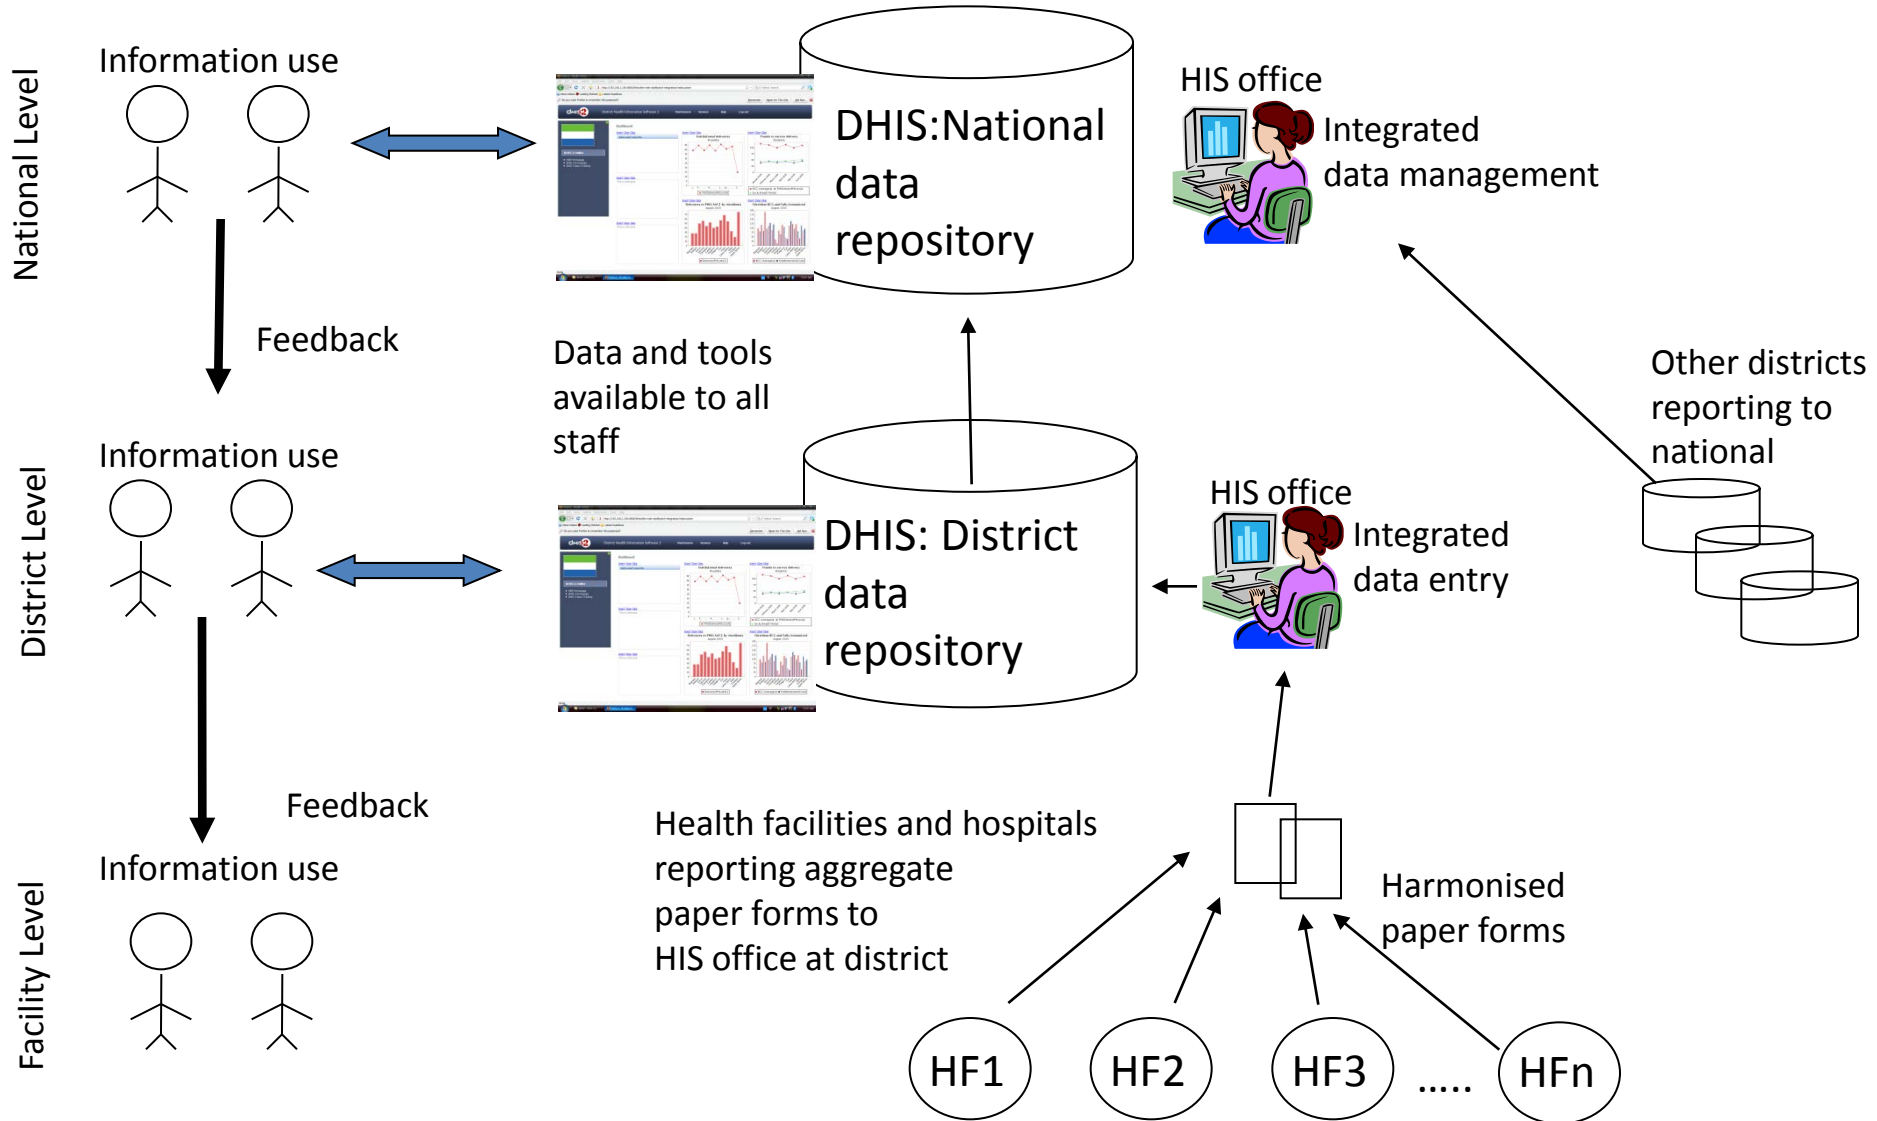 National Level
Information use
DHIS:National
data
repository
HIS office
Integrated
data management
Feedback
Data and tools
available to all
staff
Other districts
reporting to
national
District Level
Information use
DHIS: District
data
repository
HIS office
Integrated
data entry
Feedback
Health facilities and hospitals
reporting aggregate
paper forms to
HIS office at district
Harmonised
paper forms
Facility Level
Information use
HF1
HF2
HF3
.....
HFn